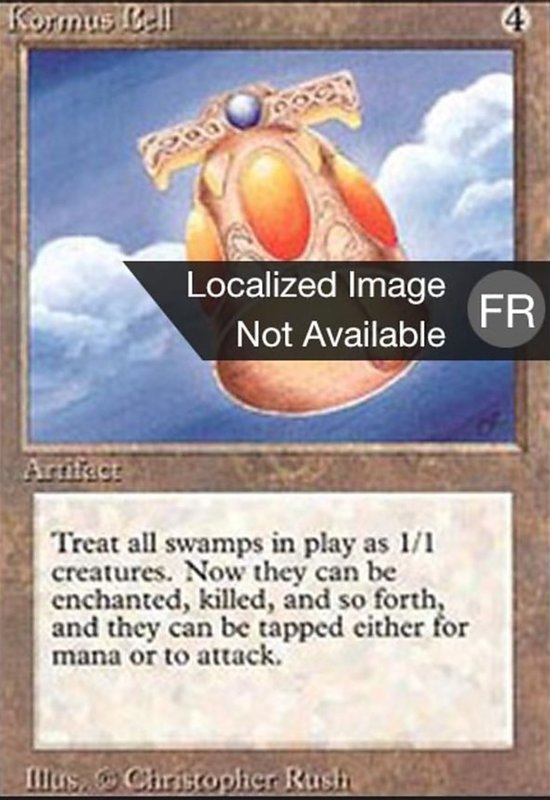 Kormus Bell 4
Localized Image
Not Available
FR
Artifact
Treat all swamps in play as 1/1
creatures. Now they can be
enchanted, killed, and so forth,
and they can be tapped either for
mana or to attack.
Illus. © Christopher Rush